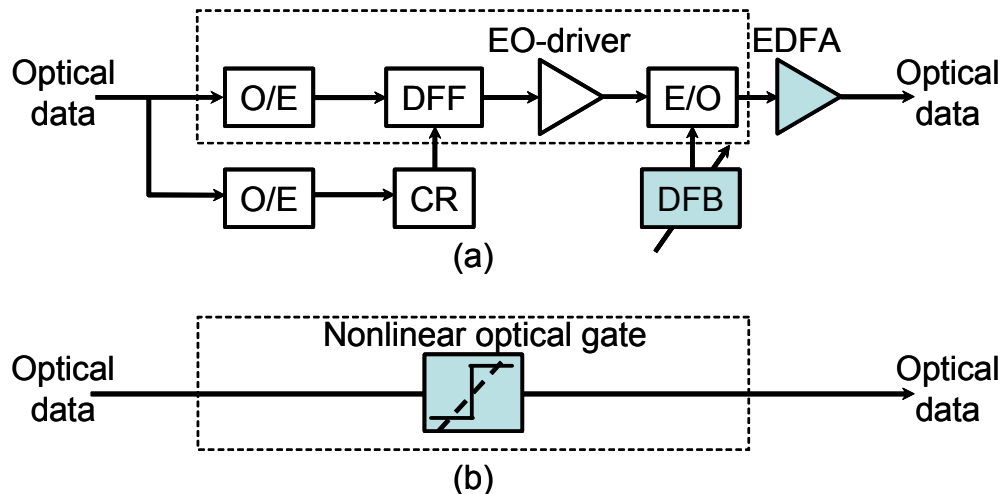 EO-driver
EDFA
Optical
data
O/E
DFF
E/O
Optical
data
O/E
CR
DFB
(a)
Nonlinear optical gate
Optical
data
Optical
data
(b)